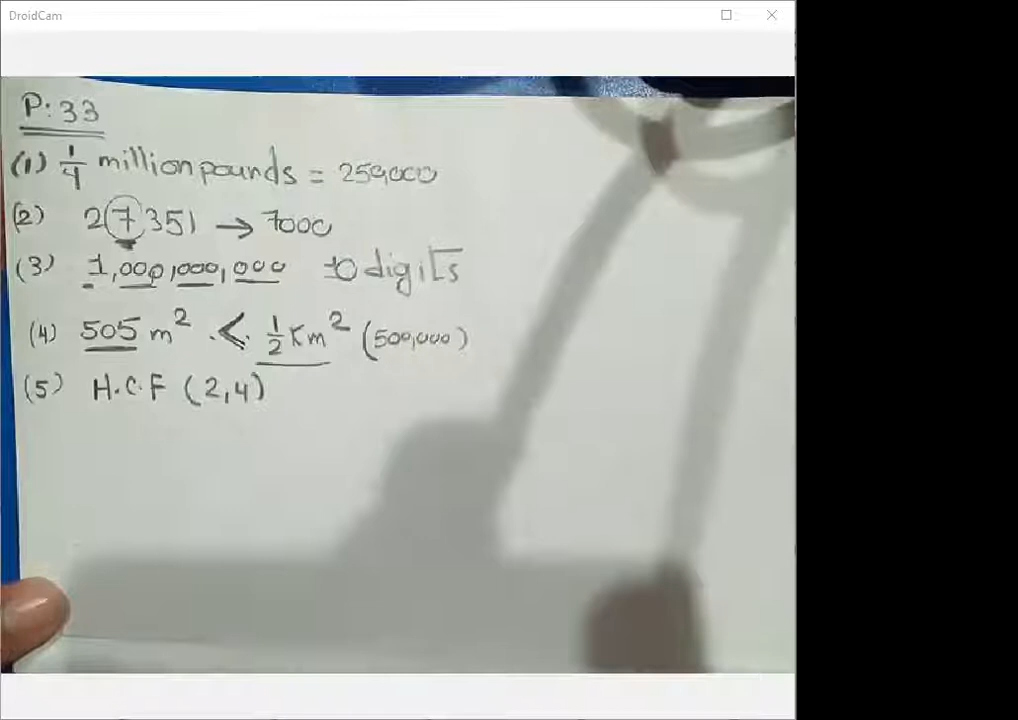 DroidCam
P: 33
(1) 1/4 million pounds = 250,000
(2) 27351 → 7000
(3) 1,000,000,000 10 digits
(4) 505 m² < 1/2 Km² (500,000)
(5) H.C.F (2,4)